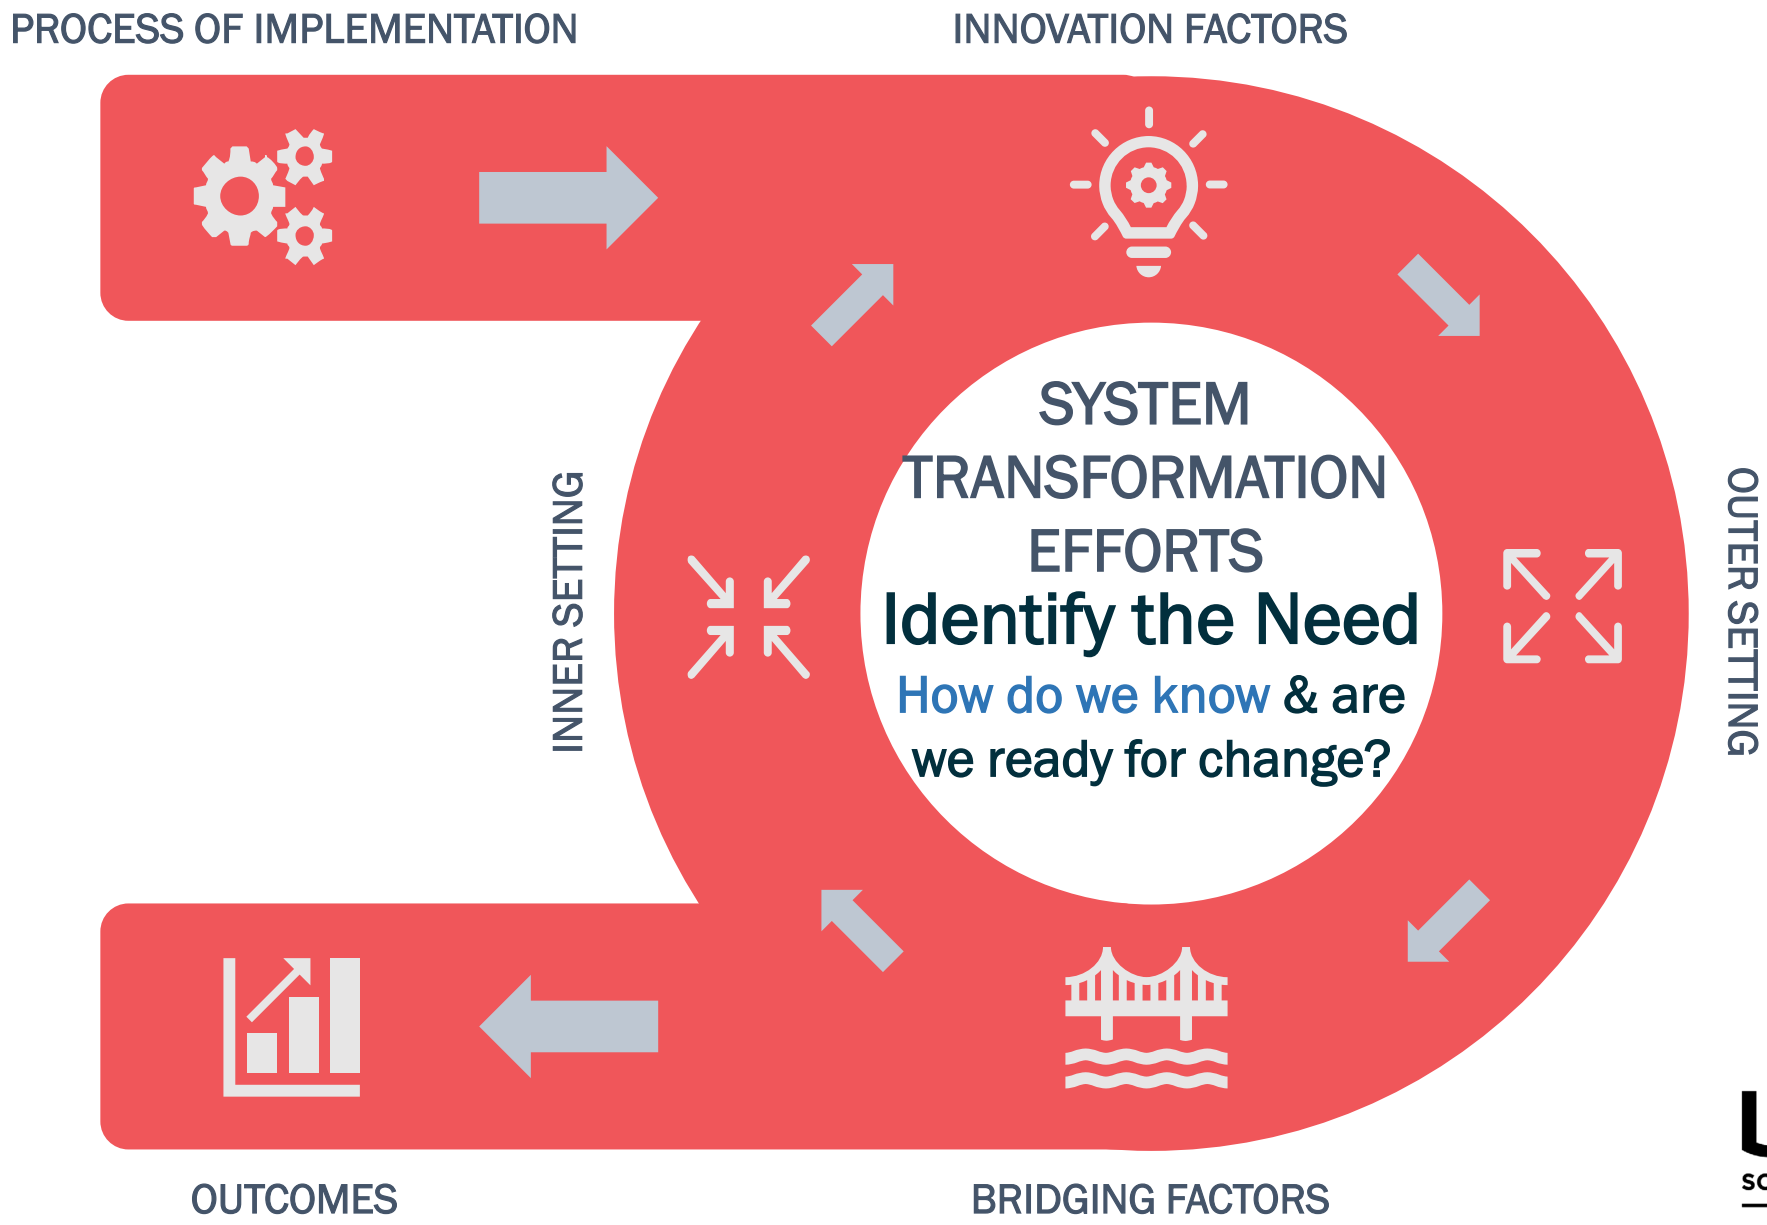 PROCESS OF IMPLEMENTATION
INNOVATION FACTORS
SYSTEM
TRANSFORMATION
EFFORTS
Identify the Need
How do we know & are
we ready for change?
INNER SETTING
OUTER SETTING
OUTCOMES
BRIDGING FACTORS